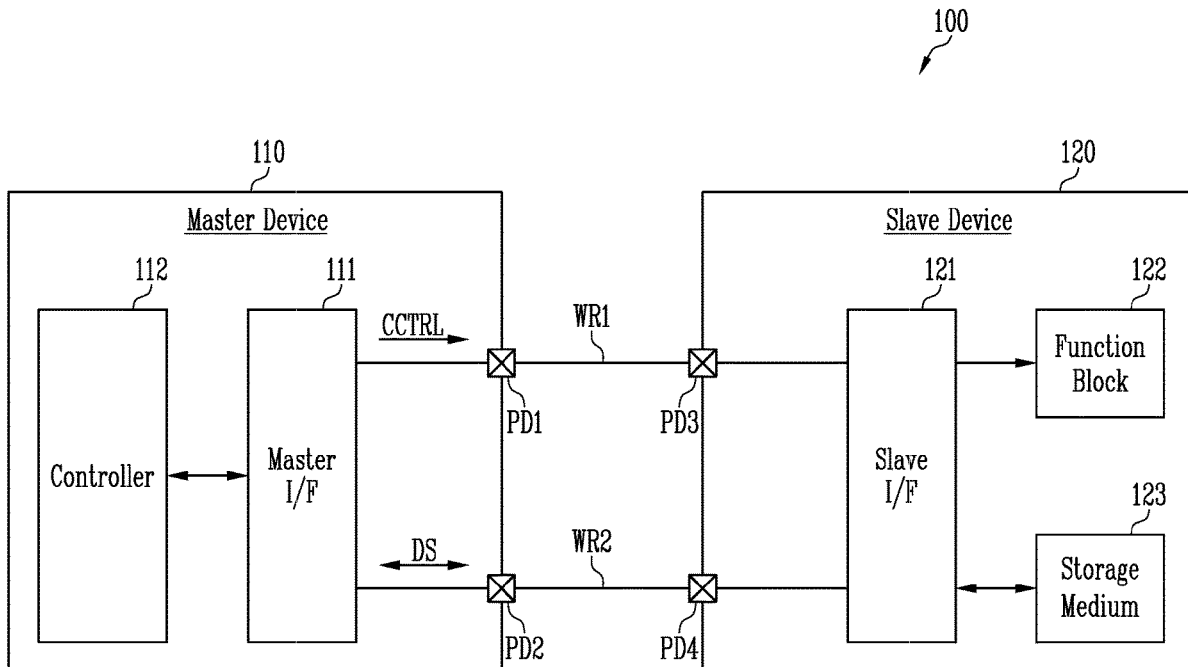 100
110
120
Master Device
Slave Device
112
111
121
122
CCTRL
WR1
Function
Block
PD1
PD3
Controller
Master
I/F
Slave
I/F
123
DS
WR2
Storage
Medium
PD2
PD4